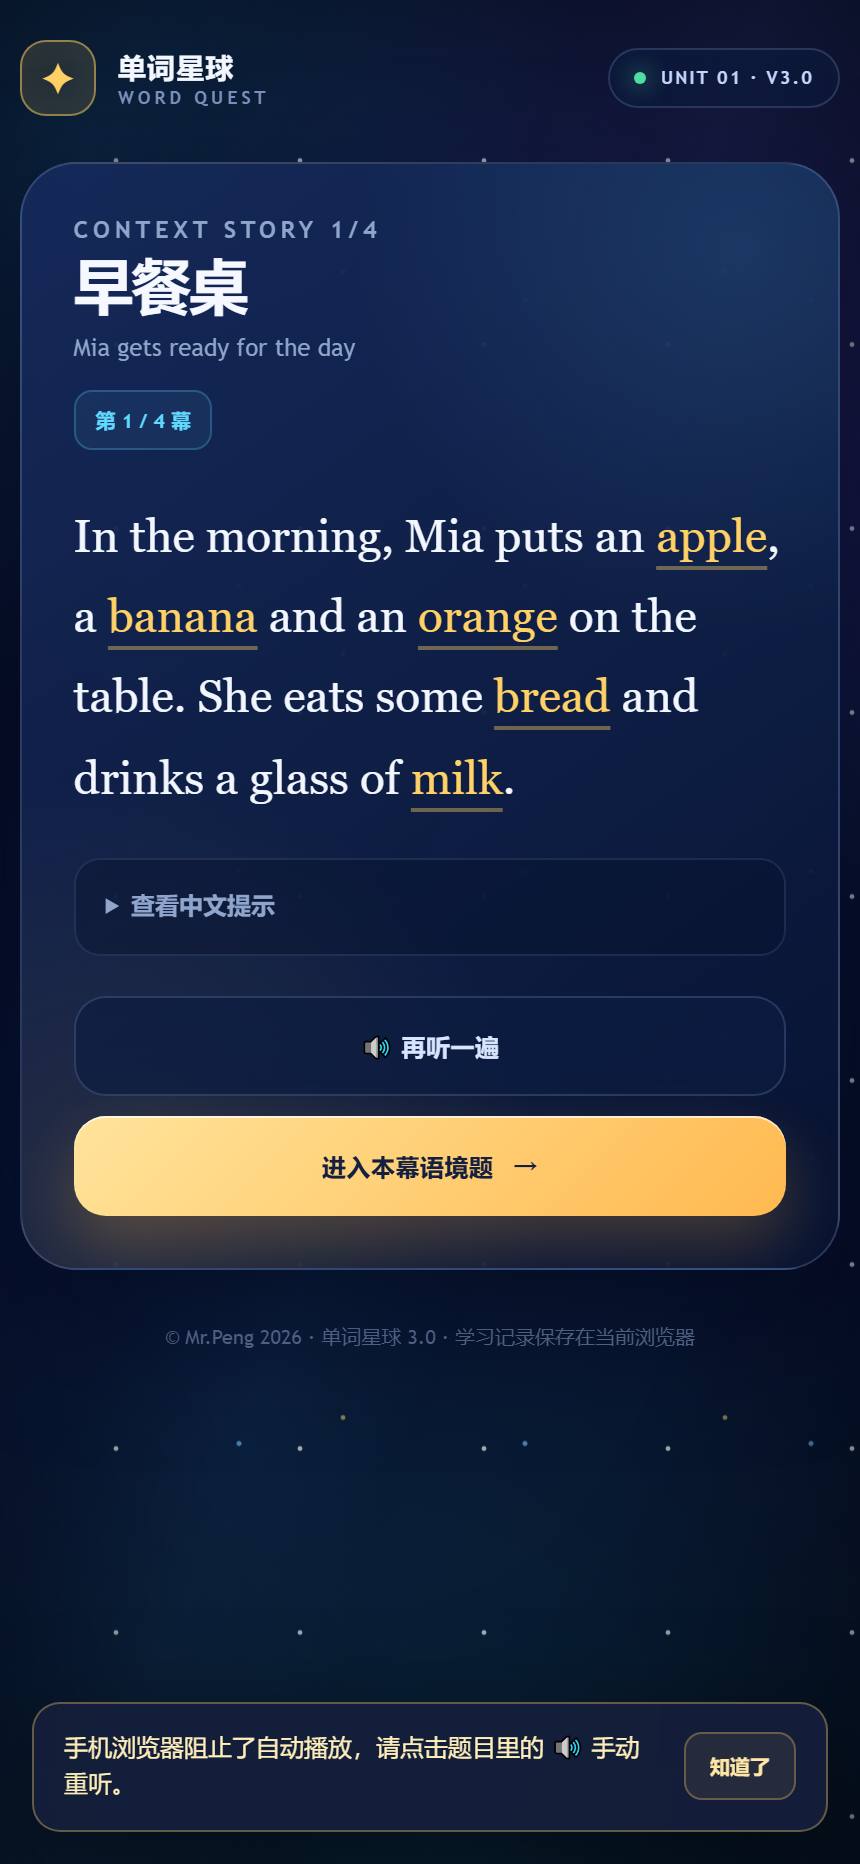 单词星球
WORD QUEST
UNIT 01 · V3.0
CONTEXT STORY 1/4
早餐桌
Mia gets ready for the day
第 1 / 4 幕
In the morning, Mia puts an apple,
a banana and an orange on the
table. She eats some bread and
drinks a glass of milk.
▶ 查看中文提示
🔊 再听一遍
进入本幕语境题 →
© Mr.Peng 2026 · 单词星球 3.0 · 学习记录保存在当前浏览器
手机浏览器阻止了自动播放，请点击题目里的 🔊 手动
重听。
知道了